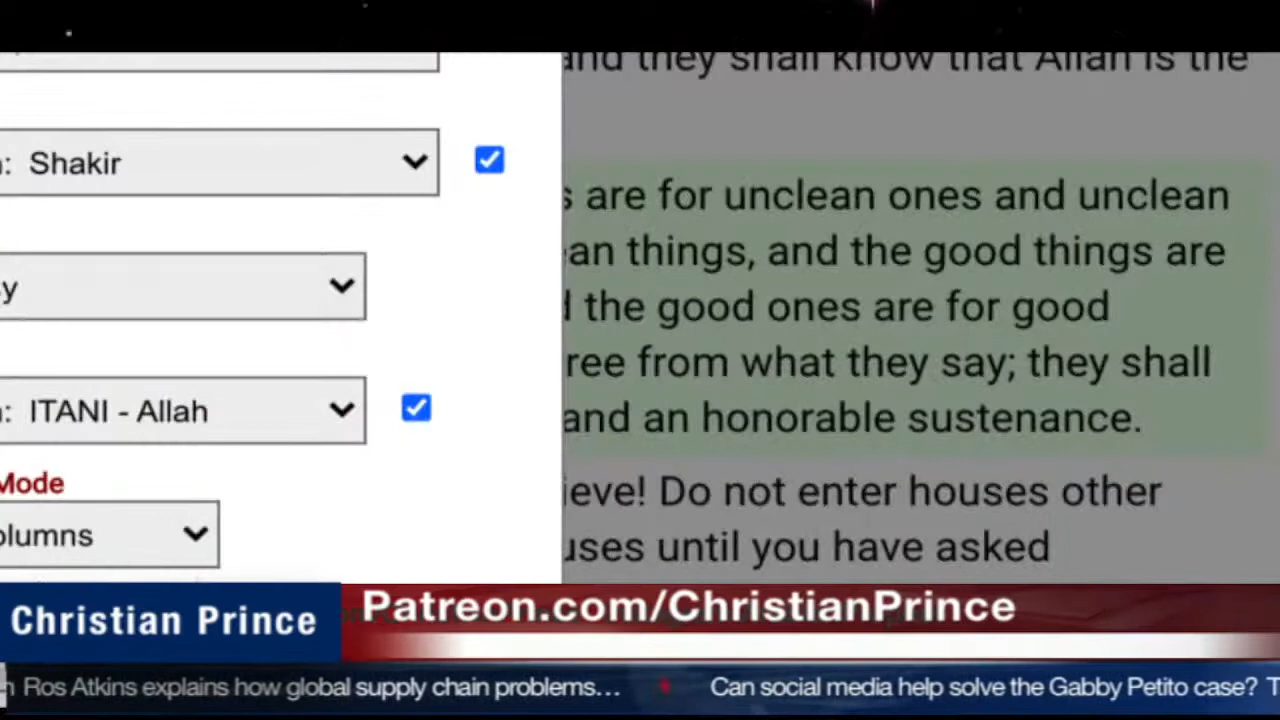 and they shall know that Allah is the
: Shakir
s are for unclean ones and unclean
an things, and the good things are
y
the good ones are for good
ree from what they say; they shall
: ITANI - Allah
and an honorable sustenance.
Mode
ieve! Do not enter houses other
olumns
uses until you have asked
Christian Prince
Patreon.com/ChristianPrince
n Ros Atkins explains how global supply chain problems...
Can social media help solve the Gabby Petito case? T